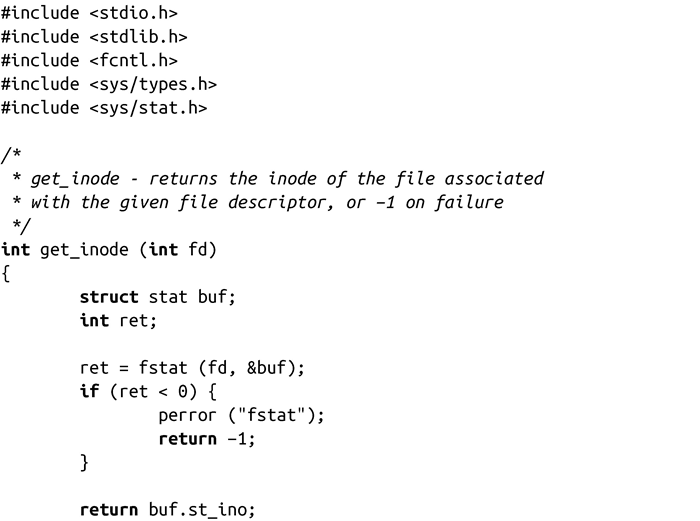 #include <stdio.h>
#include <stdlib.h>
#include <fcntl.h>
#include <sys/types.h>
#include <sys/stat.h>

/*
 * get_inode - returns the inode of the file associated
 * with the given file descriptor, or −1 on failure
 */
int get_inode (int fd)
{
        struct stat buf;
        int ret;

        ret = fstat (fd, &buf);
        if (ret < 0) {
                perror ("fstat");
                return −1;
        }

        return buf.st_ino;